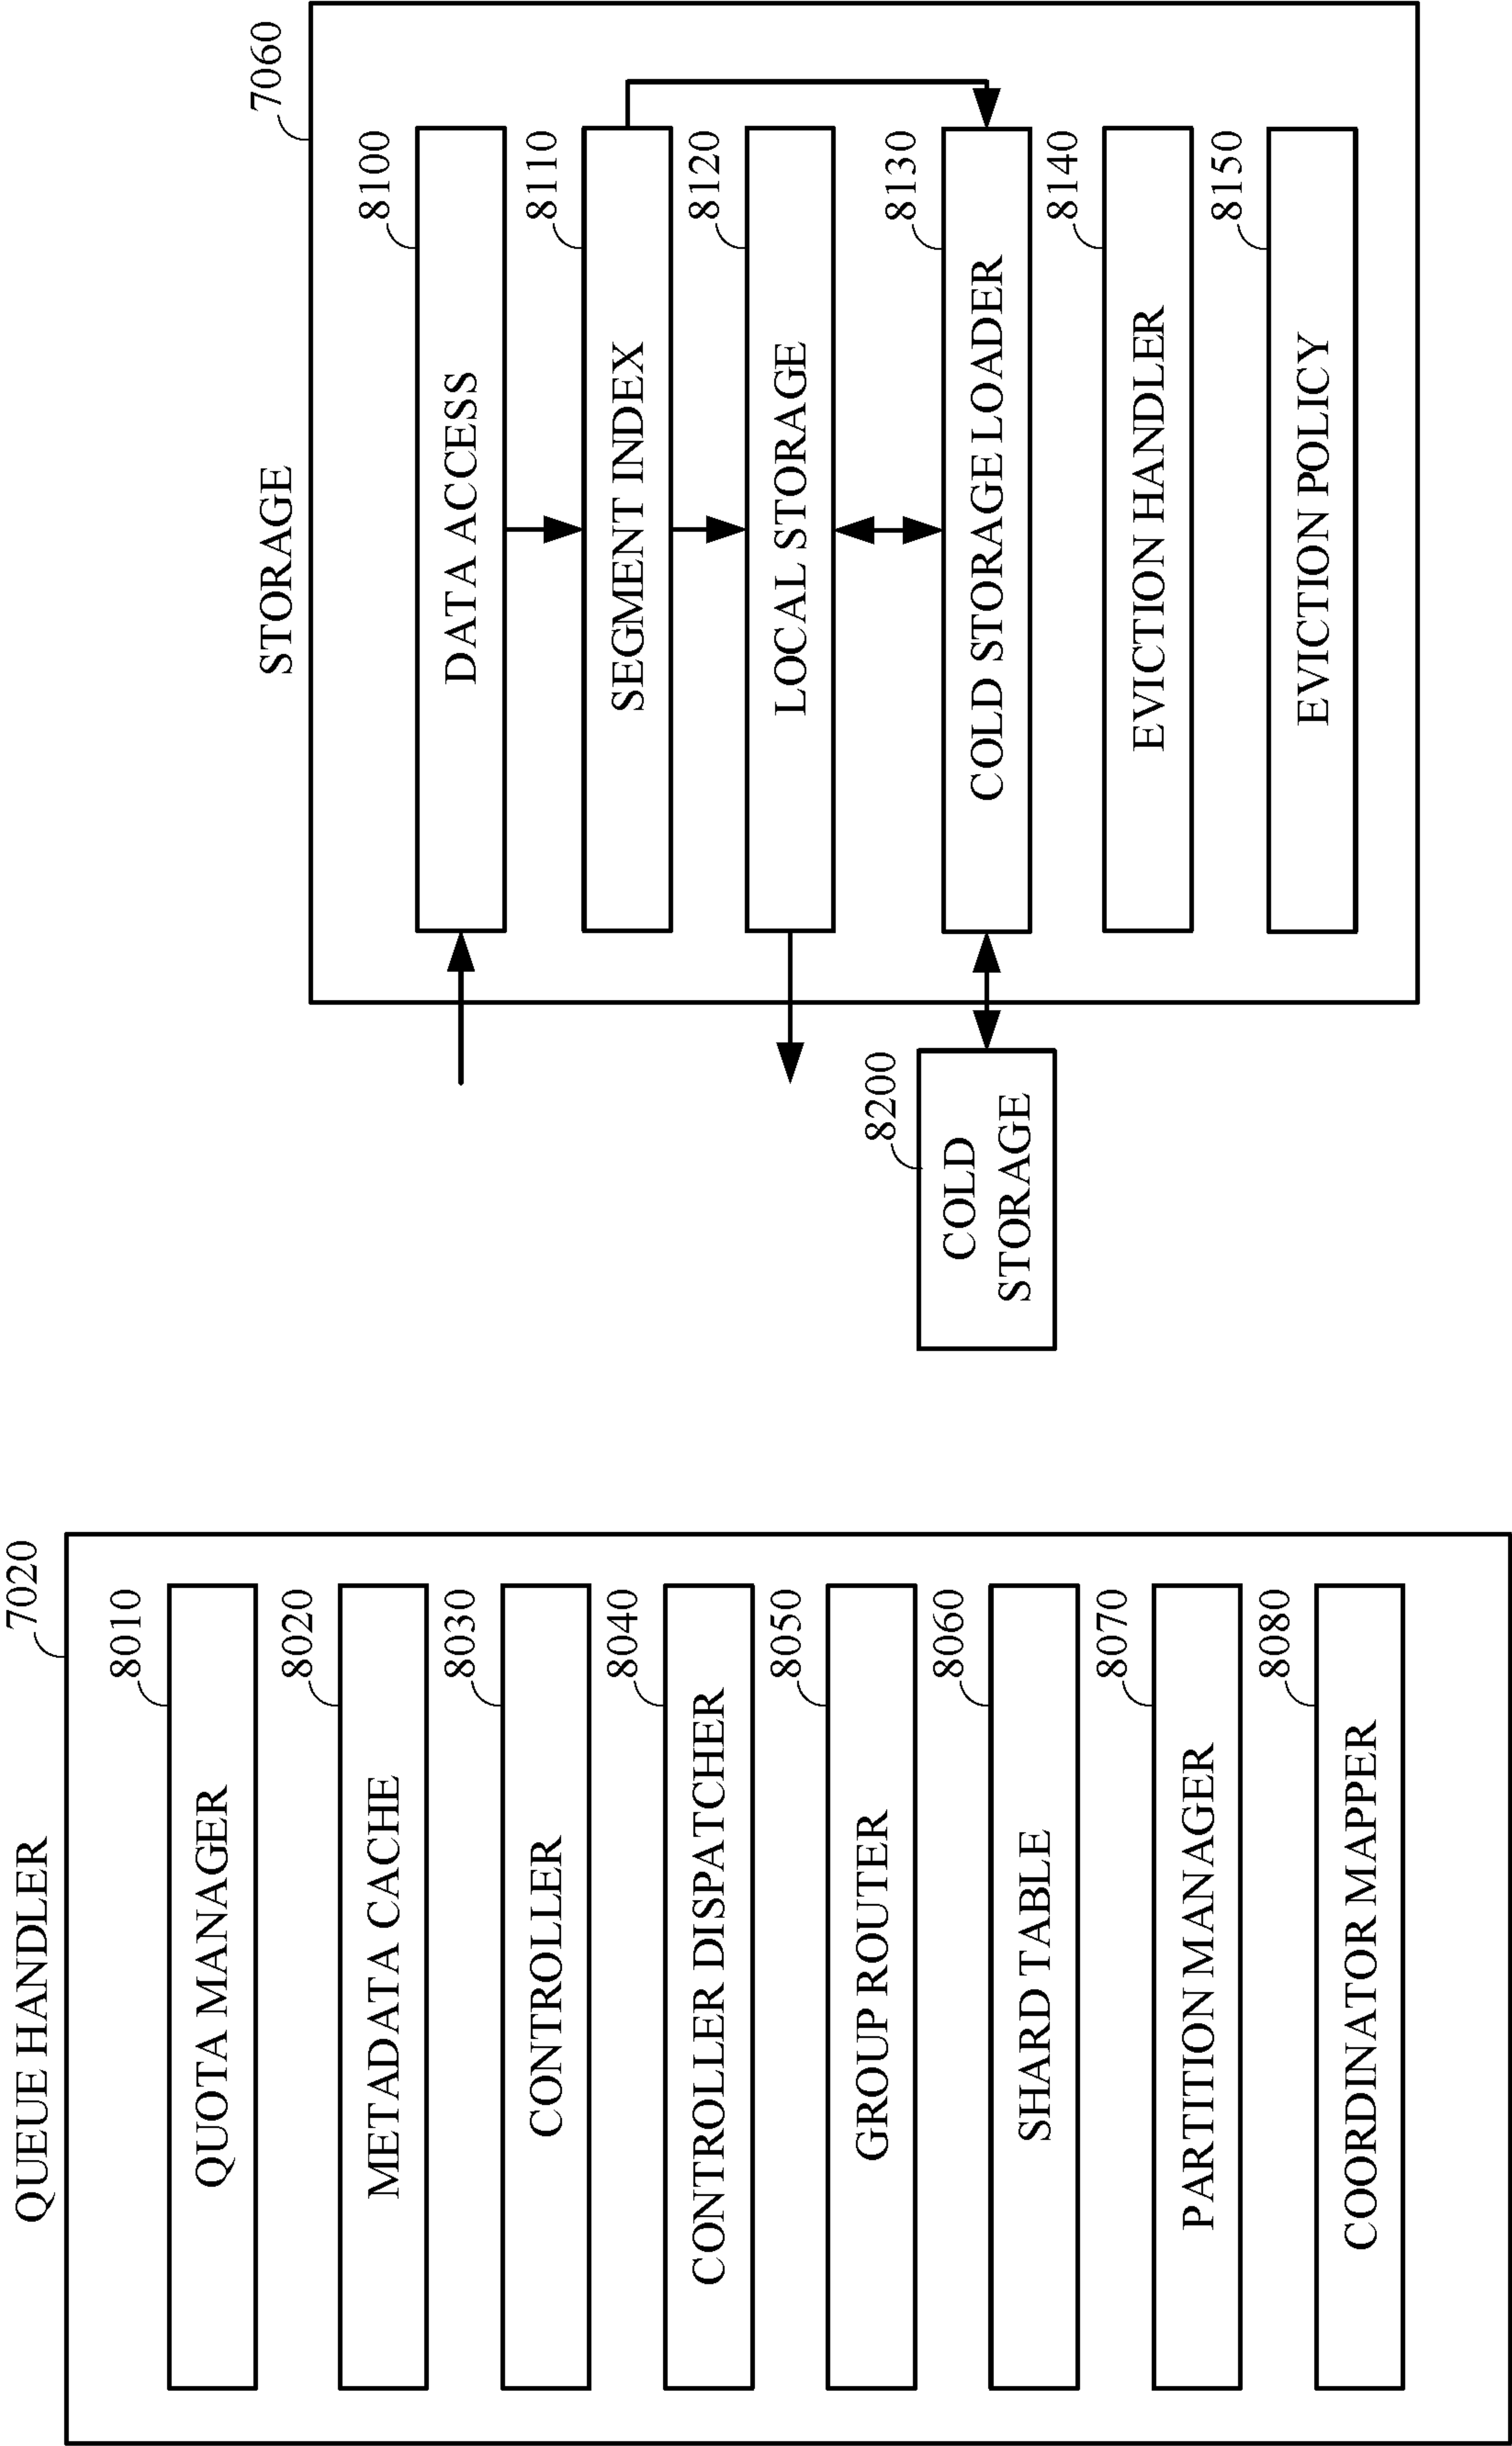 QUEUE HANDLER
7020
8010
QUOTA MANAGER
8020
METADATA CACHE
8030
CONTROLLER
8040
CONTROLLER DISPATCHER
8050
GROUP ROUTER
8060
SHARD TABLE
8070
PARTITION MANAGER
8080
COORDINATOR MAPPER
STORAGE
7060
8100
DATA ACCESS
8110
SEGMENT INDEX
8120
LOCAL STORAGE
8130
COLD STORAGE LOADER
8140
EVICTION HANDLER
8150
EVICTION POLICY
8200
COLD
STORAGE